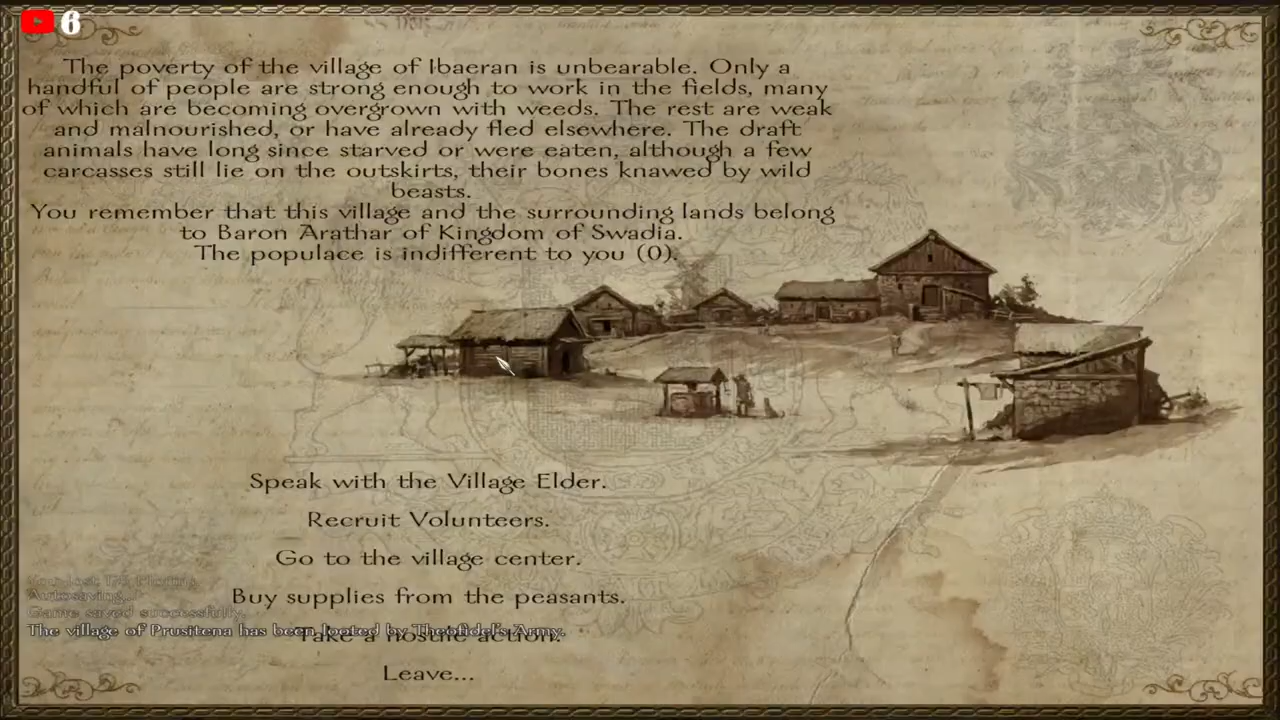 6
The poverty of the village of Ibaeran is unbearable. Only a
handful of people are strong enough to work in the fields, many
of which are becoming overgrown with weeds. The rest are weak
and malnourished, or have already fled elsewhere. The draft
animals have long since starved or were eaten, although a few
carcasses still lie on the outskirts, their bones knawed by wild
beasts.
You remember that this village and the surrounding lands belong
to Baron Arathar of Kingdom of Swadia.
The populace is indifferent to you (0).
Speak with the Village Elder.
Recruit Volunteers.
Go to the village center.
Buy supplies from the peasants.
Autosaving...
Game saved successfully.
The village of Prusitena has been looted by Theofidel's Army.
Take a hostile action.
Leave...